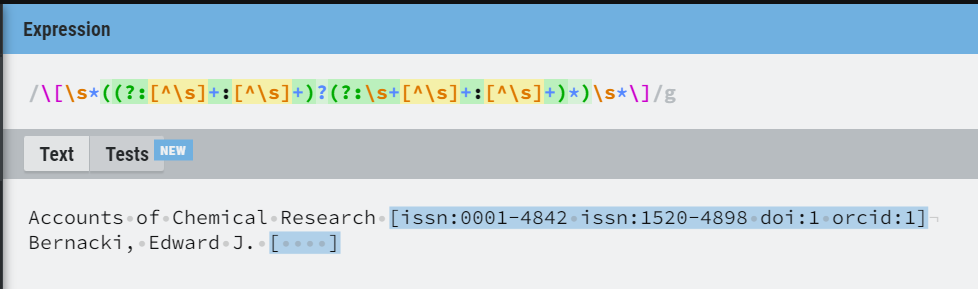 Expression
/\[\s*((?:[^\s]+:[^\s]+)?(?:\s+[^\s]+:[^\s]+)*)\s*\]/g
Text Tests NEW
Accounts·of·Chemical·Research·[issn:0001-4842·issn:1520-4898·doi:1·orcid:1]¬
Bernacki,·Edward·J.·[····]